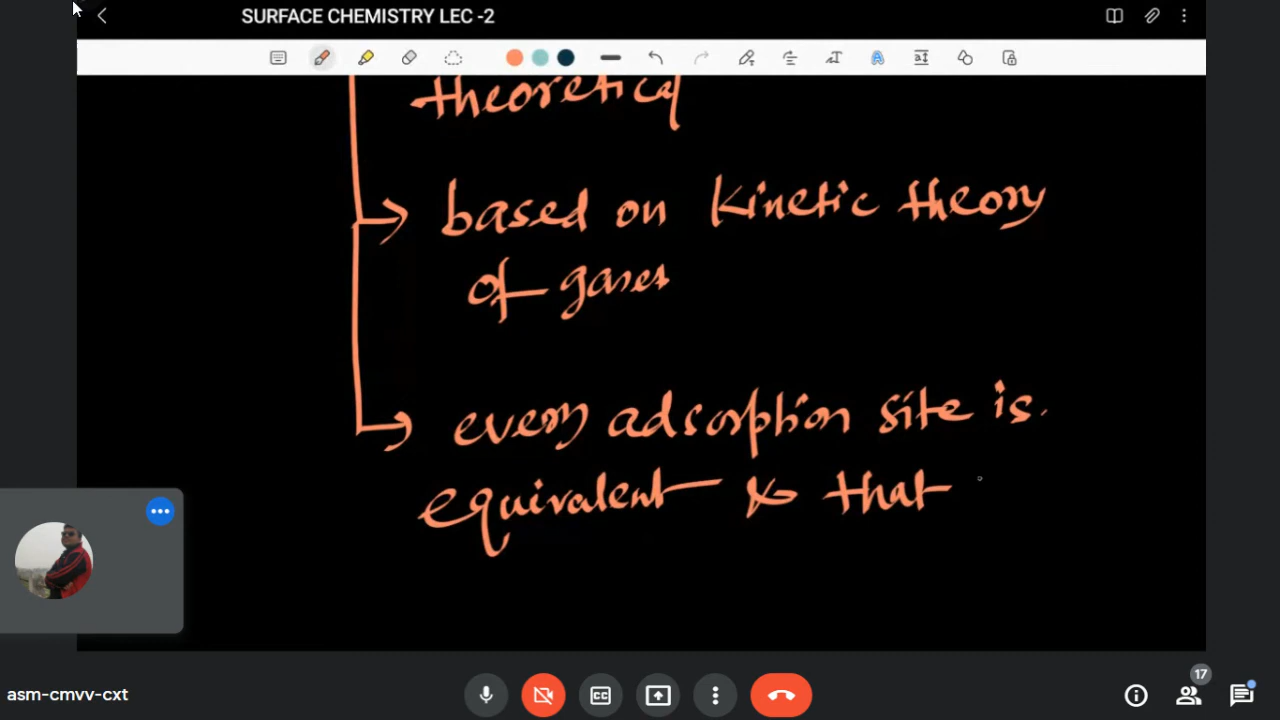 SURFACE CHEMISTRY LEC -2
theoretical
based on kinetic theory
of gases
every adsorption site is
equivalent & that
asm-cmvv-cxt
17